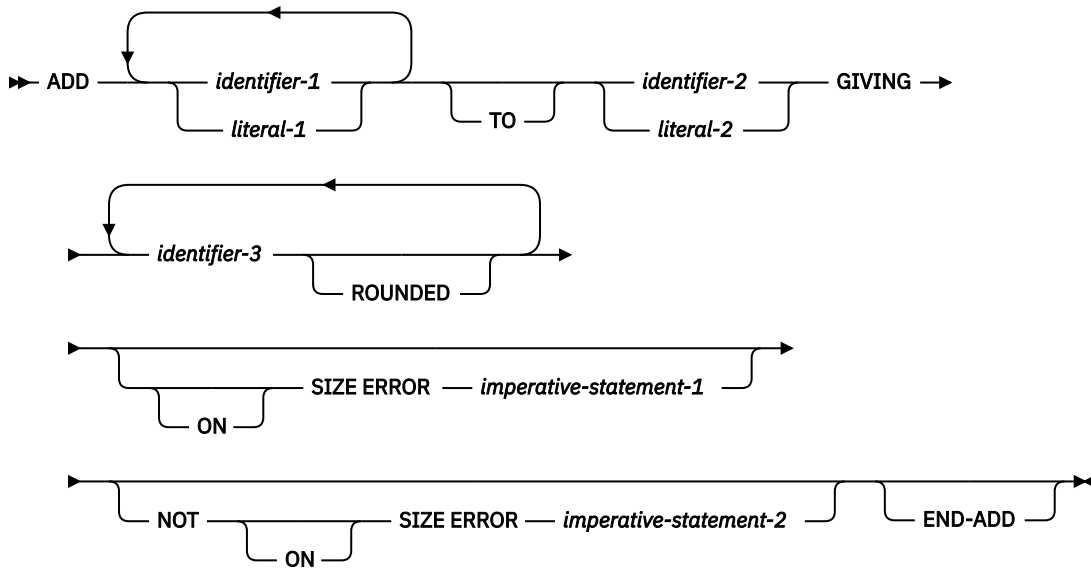 ADD identifier-1 identifier-2 GIVING
literal-1 TO literal-2
identifier-3
ROUNDED
SIZE ERROR imperative-statement-1
ON
NOT SIZE ERROR imperative-statement-2 END-ADD
ON